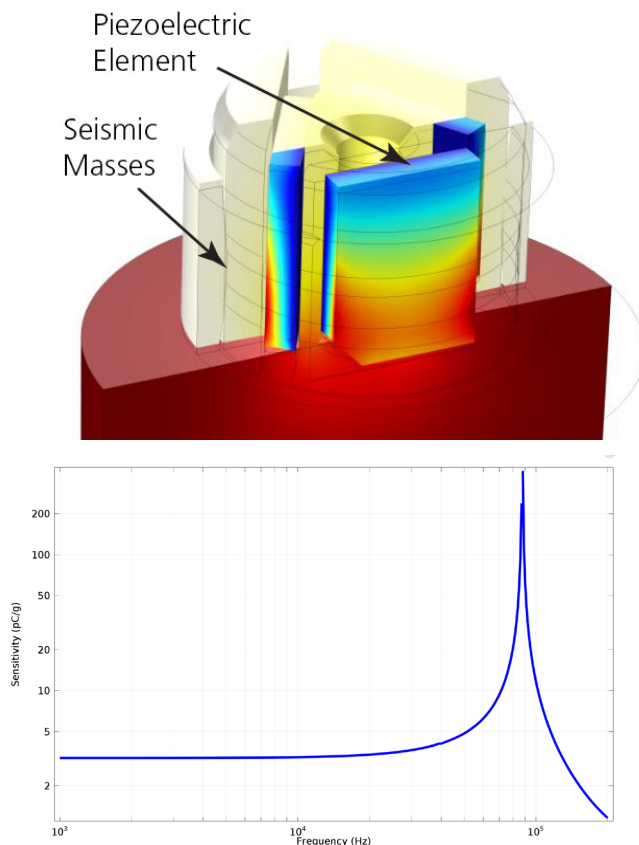 Piezoelectric
Element
Seismic
Masses
200
100
50
20
10
5
2
Sensitivity (pC/g)
10³
10⁴
10⁵
Frequency (Hz)